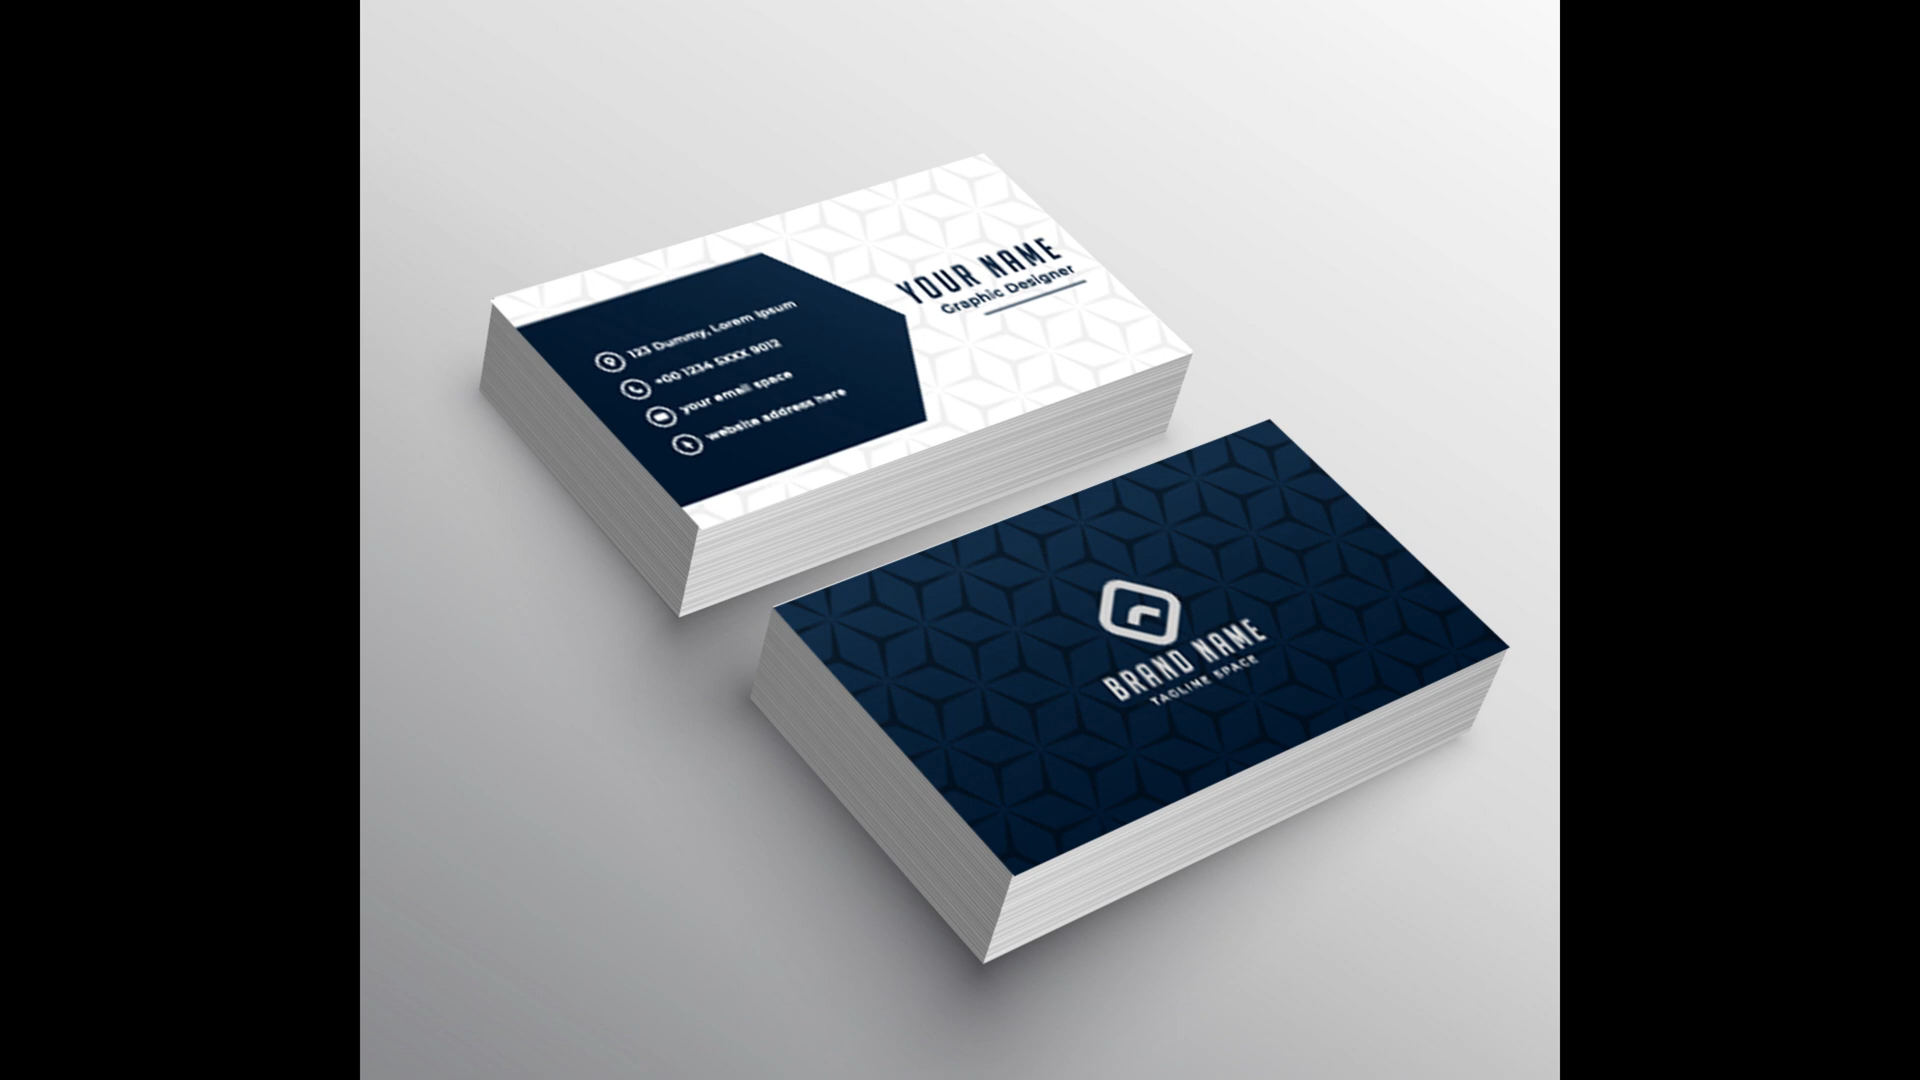 YOUR NAME
Graphic Designer
123 Dummy, Lorem Ipsum
+00 1234 5XXX 9012
your email space
website address here
BRAND NAME
TAGLINE SPACE